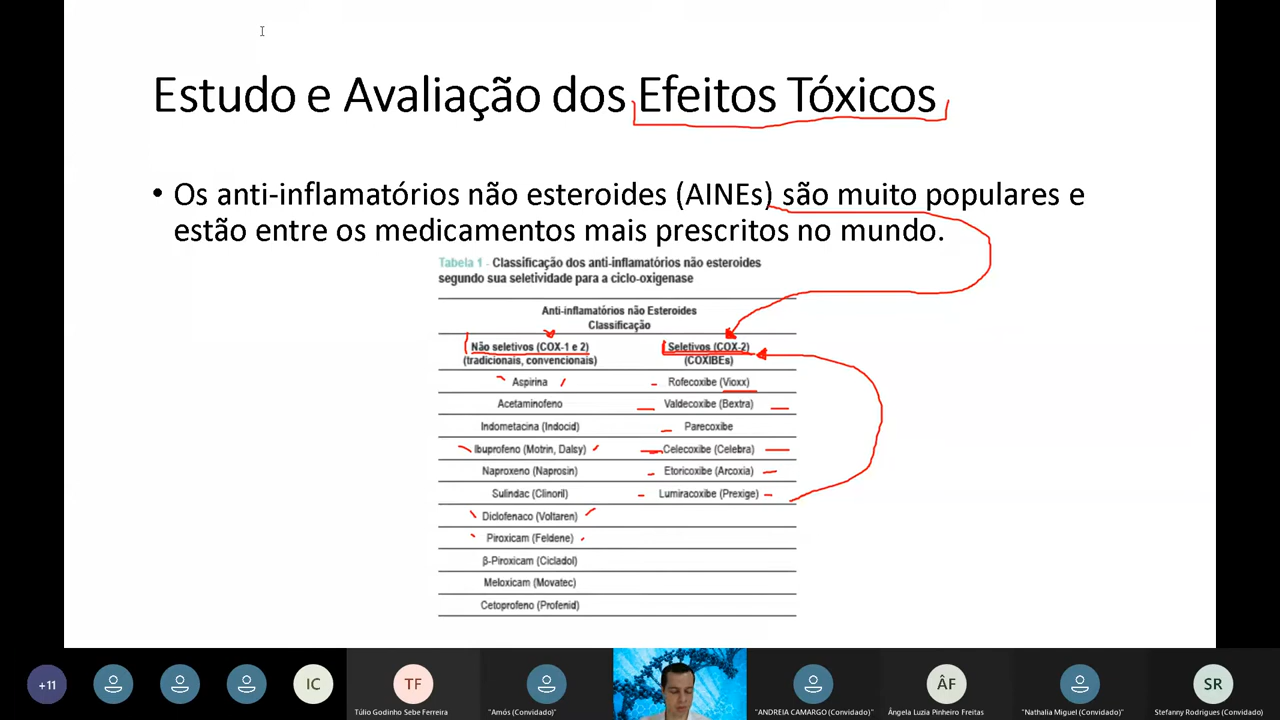 Estudo e Avaliação dos Efeitos Tóxicos
• Os anti-inflamatórios não esteroides (AINEs) são muito populares e
estão entre os medicamentos mais prescritos no mundo.
Tabela 1 - Classificação dos anti-inflamatórios não esteroides
segundo sua seletividade para a ciclo-oxigenase
Anti-inflamatórios não Esteroides
Classificação
Não seletivos (COX-1 e 2) Seletivos (COX-2)
(tradicionais, convencionais) (COXIBEs)
Aspirina Rofecoxibe (Vioxx)
Acetaminofeno Valdecoxibe (Bextra)
Indometacina (Indocid) Parecoxibe
Ibuprofeno (Motrin, Dalsy) Celecoxibe (Celebra)
Naproxeno (Naprosin) Etoricoxibe (Arcoxia)
Sulindac (Clinoril) Lumiracoxibe (Prexige)
Diclofenaco (Voltaren)
Piroxicam (Feldene)
β-Piroxicam (Cicladol)
Meloxicam (Movatec)
Cetoprofeno (Profenid)
+11 IC TF ÂF SR
Túlio Godinho Sebe Ferreira "Amós (Convidado)" "ANDREIA CAMARGO (Convidado)" Ângela Luzia Pinheiro Freitas "Nathalia Miguel (Convidado)" Stefanny Rodrigues (Convidado)